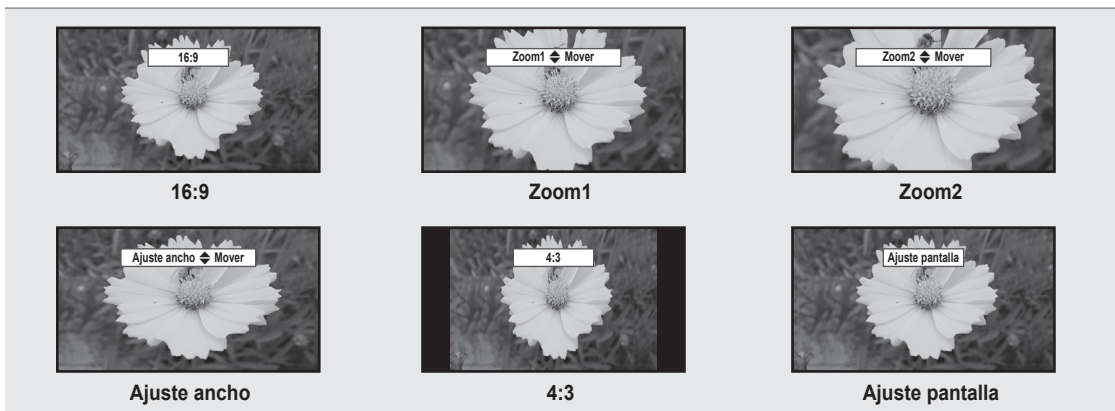 16:9
Zoom1 Mover
Zoom2 Mover
16:9
Zoom1
Zoom2
Ajuste ancho Mover
4:3
Ajuste pantalla
Ajuste ancho
4:3
Ajuste pantalla